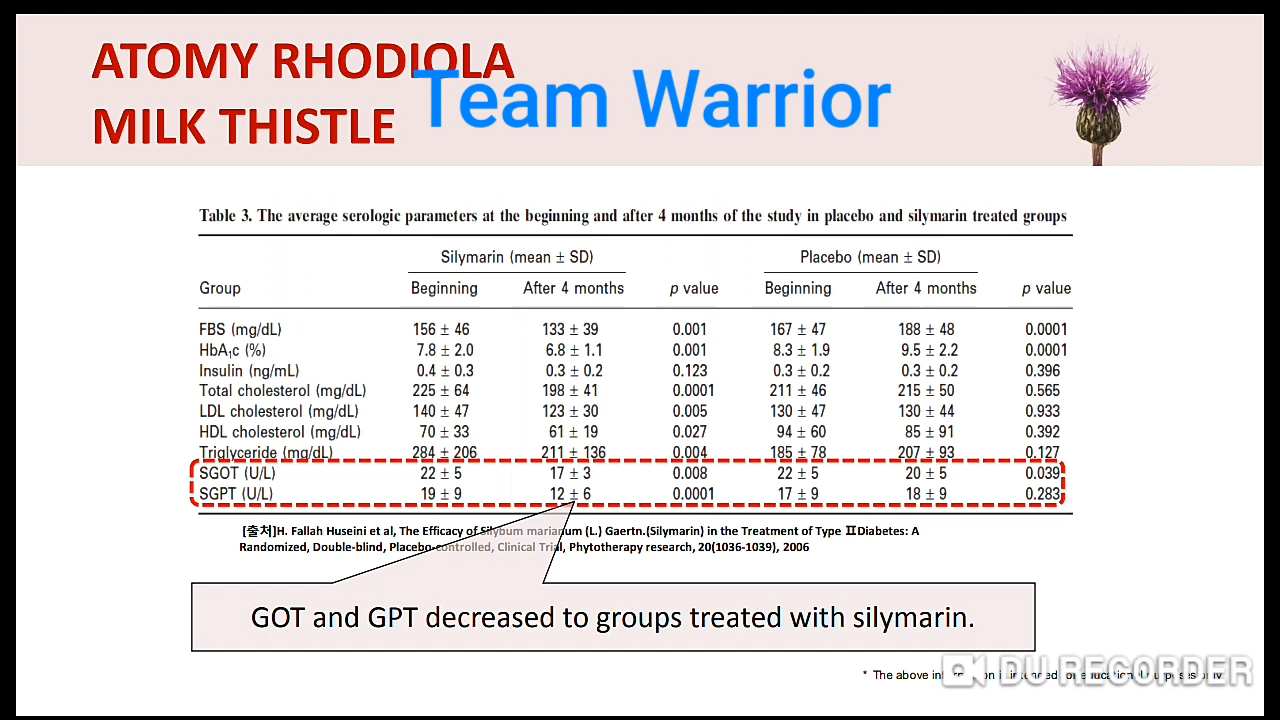 ATOMY RHODIOLA
MILK THISTLE
Team Warrior
Table 3. The average serologic parameters at the beginning and after 4 months of the study in placebo and silymarin treated groups
Silymarin (mean ± SD) Placebo (mean ± SD)
Group Beginning After 4 months p value Beginning After 4 months p value
FBS (mg/dL) 156 ± 46 133 ± 39 0.001 167 ± 47 188 ± 48 0.0001
HbA₁c (%) 7.8 ± 2.0 6.8 ± 1.1 0.001 8.3 ± 1.9 9.5 ± 2.2 0.0001
Insulin (ng/mL) 0.4 ± 0.3 0.3 ± 0.2 0.123 0.3 ± 0.2 0.3 ± 0.2 0.396
Total cholesterol (mg/dL) 225 ± 64 198 ± 41 0.0001 211 ± 46 215 ± 50 0.565
LDL cholesterol (mg/dL) 140 ± 47 123 ± 30 0.005 130 ± 47 130 ± 44 0.933
HDL cholesterol (mg/dL) 70 ± 33 61 ± 19 0.027 94 ± 60 85 ± 91 0.392
Triglyceride (mg/dL) 284 ± 206 211 ± 136 0.004 185 ± 78 207 ± 93 0.127
SGOT (U/L) 22 ± 5 17 ± 3 0.008 22 ± 5 20 ± 5 0.039
SGPT (U/L) 19 ± 9 12 ± 6 0.0001 17 ± 9 18 ± 9 0.283
[출처]H. Fallah Huseini et al, The Efficacy of Silybum marianum (L.) Gaertn.(Silymarin) in the Treatment of Type ⅡDiabetes: A
Randomized, Double-blind, Placebo-controlled, Clinical Trial, Phytotherapy research, 20(1036-1039), 2006
GOT and GPT decreased to groups treated with silymarin.
* The above information is intended for educational purposes only.
DU RECORDER